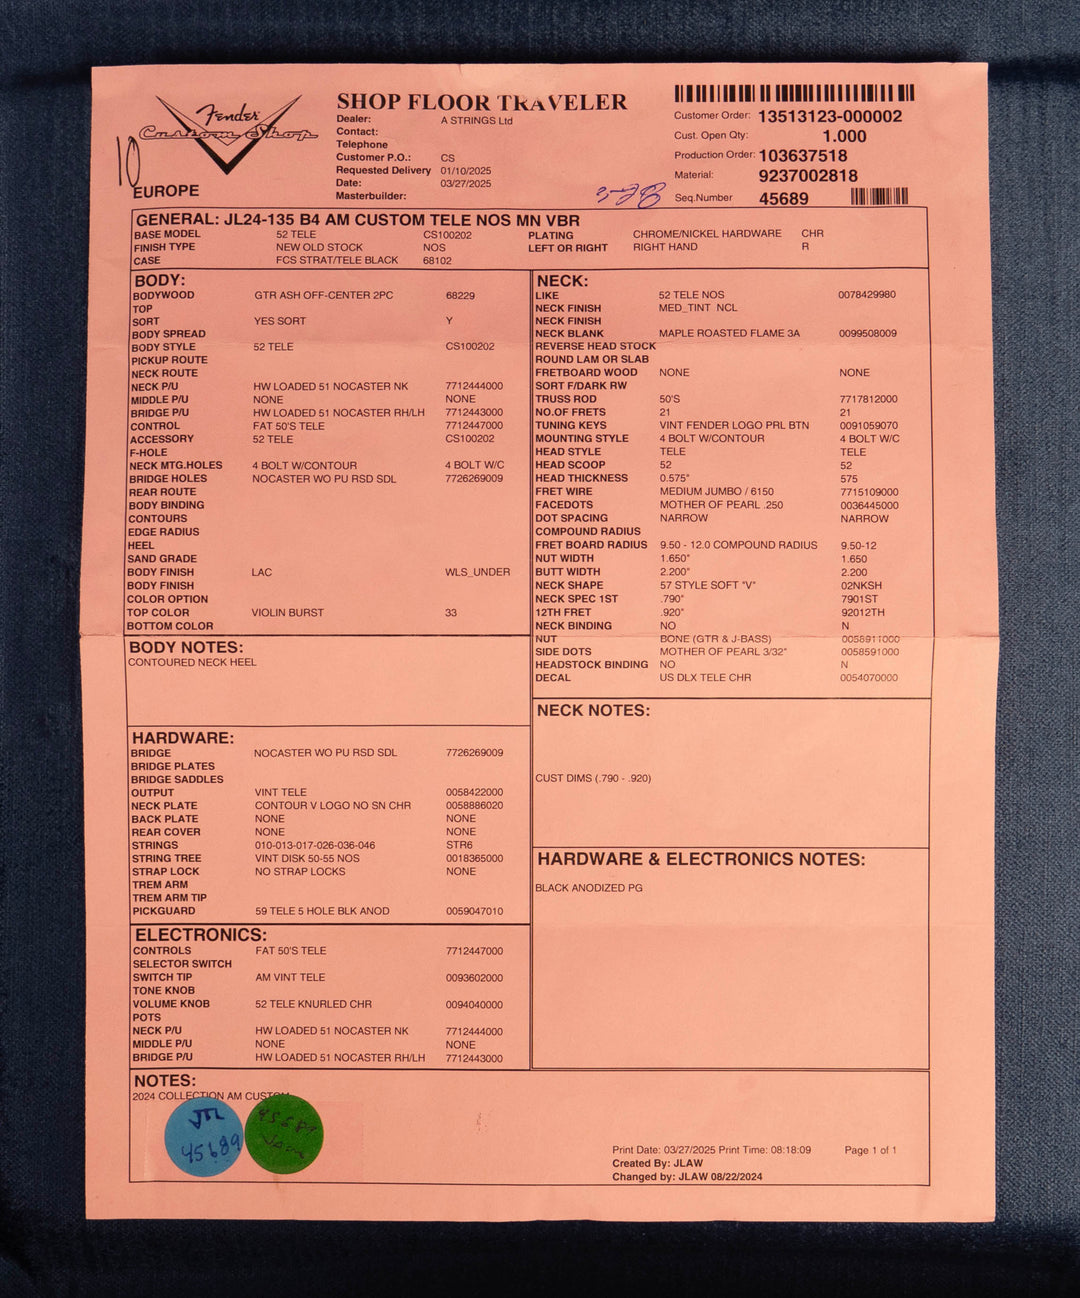 Fender
Custom Shop
10
EUROPE
SHOP FLOOR TRAVELER
Dealer: A STRINGS Ltd
Contact:
Telephone
Customer P.O.: CS
Requested Delivery 01/10/2025
Date: 03/27/2025
Masterbuilder:
Customer Order: 13513123-000002
Cust. Open Qty: 1.000
Production Order: 103637518
Material: 9237002818
Seq.Number 45689
GENERAL: JL24-135 B4 AM CUSTOM TELE NOS MN VBR
BASE MODEL 52 TELE CS100202 PLATING CHROME/NICKEL HARDWARE CHR
FINISH TYPE NEW OLD STOCK NOS LEFT OR RIGHT RIGHT HAND R
CASE FCS STRAT/TELE BLACK 68102
BODY:
BODYWOOD GTR ASH OFF-CENTER 2PC 68229
TOP
SORT YES SORT Y
BODY SPREAD
BODY STYLE 52 TELE CS100202
PICKUP ROUTE
NECK ROUTE
NECK P/U HW LOADED 51 NOCASTER NK 7712444000
MIDDLE P/U NONE NONE
BRIDGE P/U HW LOADED 51 NOCASTER RH/LH 7712443000
CONTROL FAT 50'S TELE 7712447000
ACCESSORY 52 TELE CS100202
F-HOLE
NECK MTG.HOLES 4 BOLT W/CONTOUR 4 BOLT W/C
BRIDGE HOLES NOCASTER WO PU RSD SDL 7726269009
REAR ROUTE
BODY BINDING
CONTOURS
EDGE RADIUS
HEEL
SAND GRADE
BODY FINISH LAC WLS_UNDER
BODY FINISH
COLOR OPTION
TOP COLOR VIOLIN BURST 33
BOTTOM COLOR
BODY NOTES:
CONTOURED NECK HEEL
HARDWARE:
BRIDGE NOCASTER WO PU RSD SDL 7726269009
BRIDGE PLATES
BRIDGE SADDLES
OUTPUT VINT TELE 0058422000
NECK PLATE CONTOUR V LOGO NO SN CHR 0058886020
BACK PLATE NONE NONE
REAR COVER NONE NONE
STRINGS 010-013-017-026-036-046 STR6
STRING TREE VINT DISK 50-55 NOS 0018365000
STRAP LOCK NO STRAP LOCKS NONE
TREM ARM
TREM ARM TIP
PICKGUARD 59 TELE 5 HOLE BLK ANOD 0059047010
ELECTRONICS:
CONTROLS FAT 50'S TELE 7712447000
SELECTOR SWITCH
SWITCH TIP AM VINT TELE 0093602000
TONE KNOB
VOLUME KNOB 52 TELE KNURLED CHR 0094040000
POTS
NECK P/U HW LOADED 51 NOCASTER NK 7712444000
MIDDLE P/U NONE NONE
BRIDGE P/U HW LOADED 51 NOCASTER RH/LH 7712443000
NECK:
LIKE 52 TELE NOS 0078429980
NECK FINISH MED_TINT NCL
NECK FINISH
NECK BLANK MAPLE ROASTED FLAME 3A 0099508009
REVERSE HEAD STOCK
ROUND LAM OR SLAB
FRETBOARD WOOD NONE NONE
SORT F/DARK RW
TRUSS ROD 50'S 7717812000
NO.OF FRETS 21 21
TUNING KEYS VINT FENDER LOGO PRL BTN 0091059070
MOUNTING STYLE 4 BOLT W/CONTOUR 4 BOLT W/C
HEAD STYLE TELE TELE
HEAD SCOOP 52 52
HEAD THICKNESS 0.575" 575
FRET WIRE MEDIUM JUMBO / 6150 7715109000
FACEDOTS MOTHER OF PEARL .250 0036445000
DOT SPACING NARROW NARROW
COMPOUND RADIUS
FRET BOARD RADIUS 9.50 - 12.0 COMPOUND RADIUS 9.50-12
NUT WIDTH 1.650" 1.650
BUTT WIDTH 2.200" 2.200
NECK SHAPE 57 STYLE SOFT "V" 02NKSH
NECK SPEC 1ST .790" 7901ST
12TH FRET .920" 92012TH
NECK BINDING NO N
NUT BONE (GTR & J-BASS) 0058911000
SIDE DOTS MOTHER OF PEARL 3/32" 0058591000
HEADSTOCK BINDING NO N
DECAL US DLX TELE CHR 0054070000
NECK NOTES:
CUST DIMS (.790 - .920)
HARDWARE & ELECTRONICS NOTES:
BLACK ANODIZED PG
NOTES:
2024 COLLECTION AM CUSTOM
45689
Print Date: 03/27/2025 Print Time: 08:18:09 Page 1 of 1
Created By: JLAW
Changed by: JLAW 08/22/2024